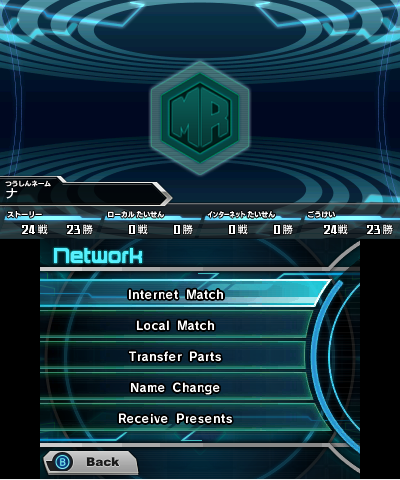 MR
つうしんネーム
ナ
ストーリー ローカルたいせん インターネットたいせん ごうけい
24戦 23勝 0戦 0勝 0戦 0勝 24戦 23勝
Network
Internet Match
Local Match
Transfer Parts
Name Change
Receive Presents
B Back